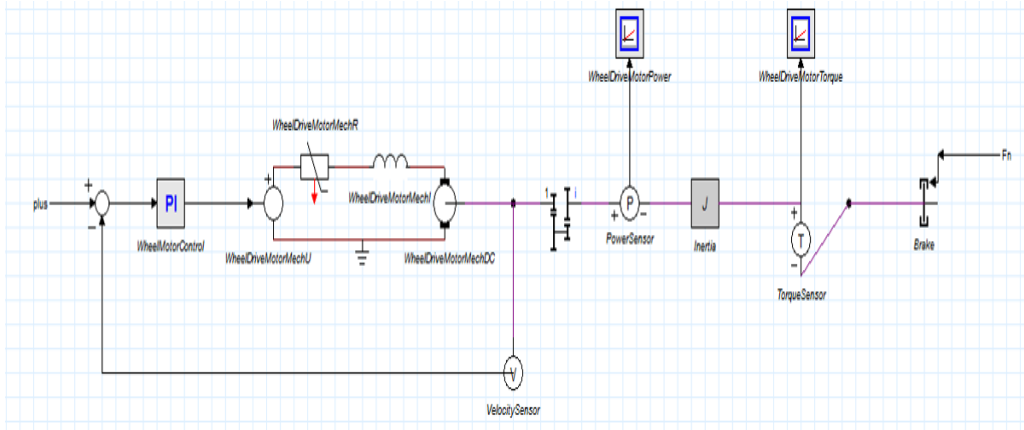 WheelDriveMotorPower
WheelDriveMotorTorque
WheelDriveMotorMechR
Fn
+
+
1
i
plus
PI
WheelDriveMotorMechI
P
J
+
−
+
−
PowerSensor
Inertia
T
Brake
WheelMotorControl
WheelDriveMotorMechU
WheelDriveMotorMechDC
−
TorqueSensor
V
VelocitySensor